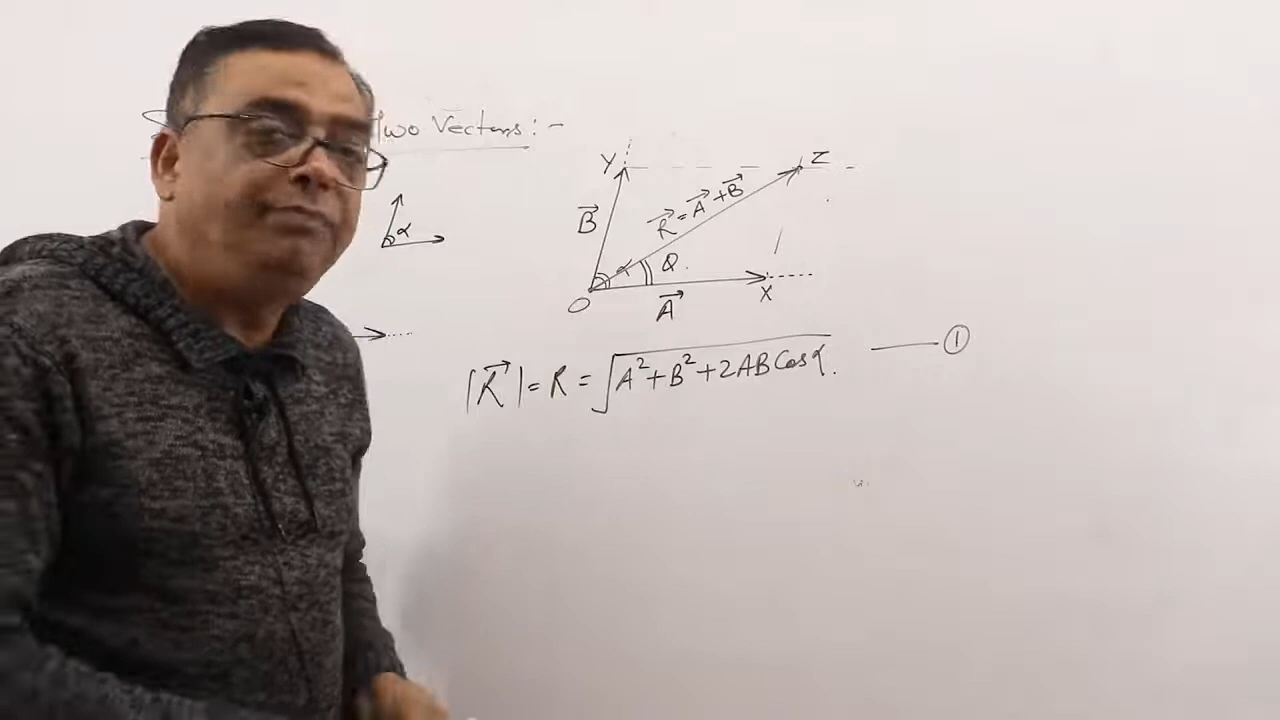 Two Vectors:-
α
Y
Z
B⃗
R⃗ = A⃗ + B⃗
α
Q.
O
A⃗
X
|R⃗| = R = √(A² + B² + 2AB Cos α. ——— ①